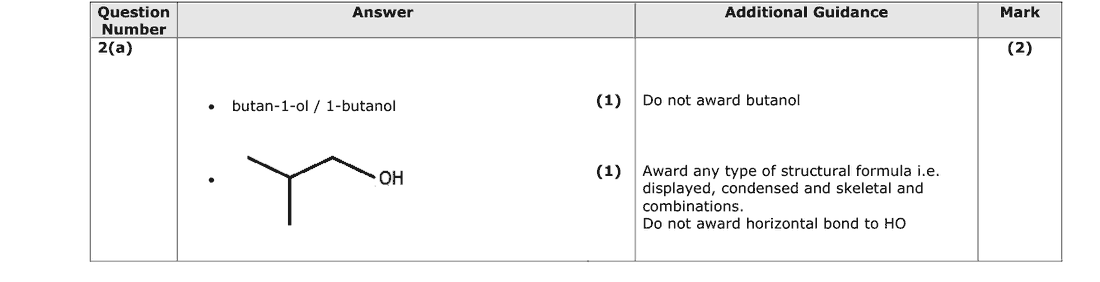 Question Number Answer Additional Guidance Mark
2(a) (2)
• butan-1-ol / 1-butanol (1) Do not award butanol
• OH (1) Award any type of structural formula i.e.
displayed, condensed and skeletal and
combinations.
Do not award horizontal bond to HO